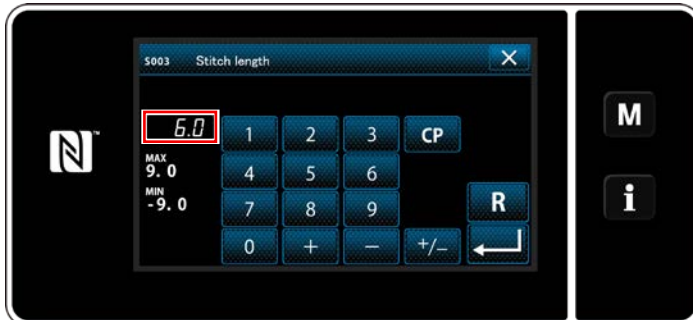 S003 Stitch length
6.0
1 2 3 CP
MAX
9.0
4 5 6
MIN
-9.0
7 8 9 R
0 + − +/−
M
i
N